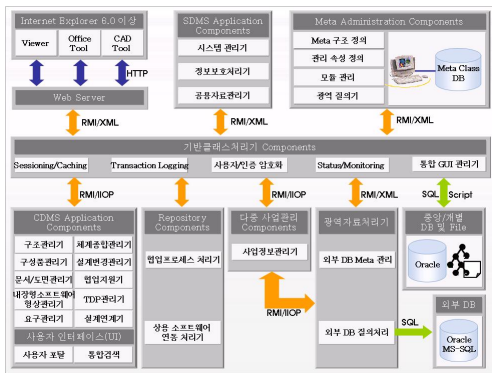 Internet Explorer 6.0이상
Viewer
Office Tool
CAD Tool
HTTP
Web Server
RMI/XML
SDMS Application Components
시스템 관리기
정보보호처리기
공용자료관리기
RMI/XML
Meta Administration Components
Meta 구조 정의
관리 속성 정의
모듈 관리
광역 질의기
Meta Class DB
RMI/XML
기반클래스처리기 Components
Sessioning/Caching
Transaction Logging
사용자/인증 암호화
Status/Monitoring
통합 GUI 관리기
RMI/IIOP
RMI/IIOP
RMI/XML
SQL
Script
CDMS Application Components
구조관리기
체계종합관리기
구성품관리기
설계변경관리기
문서/도면관리기
협업지원기
내장형소프트웨어 형상관리기
TDP관리기
요구관리기
설계연계기
사용자 인터페이스(UI)
사용자 포탈
통합검색
Repository Components
협업프로세스 처리기
상용 소프트웨어 연동 처리기
다중 사업관리 Components
사업정보관리기
RMI/IIOP
광역자료처리기
외부 DB Meta 관리
외부 DB 질의처리
SQL
중앙/개별 DB 및 File
Oracle
외부 DB
Oracle MS-SQL